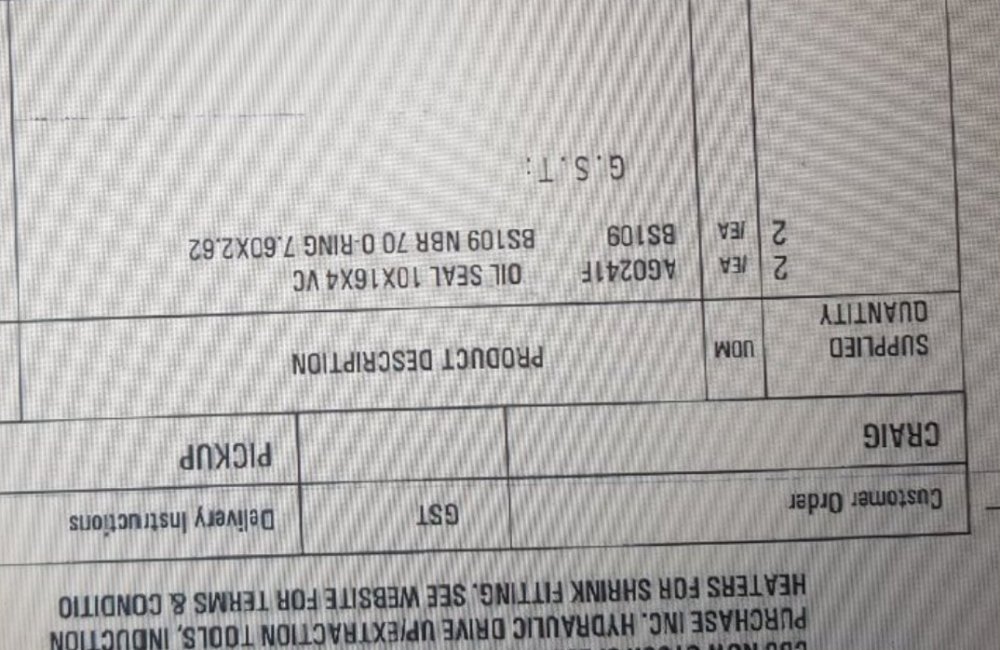 PURCHASE INC. HYDRAULIC DRIVE UP/EXTRACTION TOOLS, INDUCTION
HEATERS FOR SHRINK FITTING. SEE WEBSITE FOR TERMS & CONDITIO
Customer Order GST Delivery Instructions
CRAIG PICKUP
SUPPLIED QUANTITY UOM PRODUCT DESCRIPTION
2 /EA AG0241F OIL SEAL 10X16X4 VC
2 /EA BS109 BS109 NBR 70 O-RING 7.60X2.62
G.S.T: